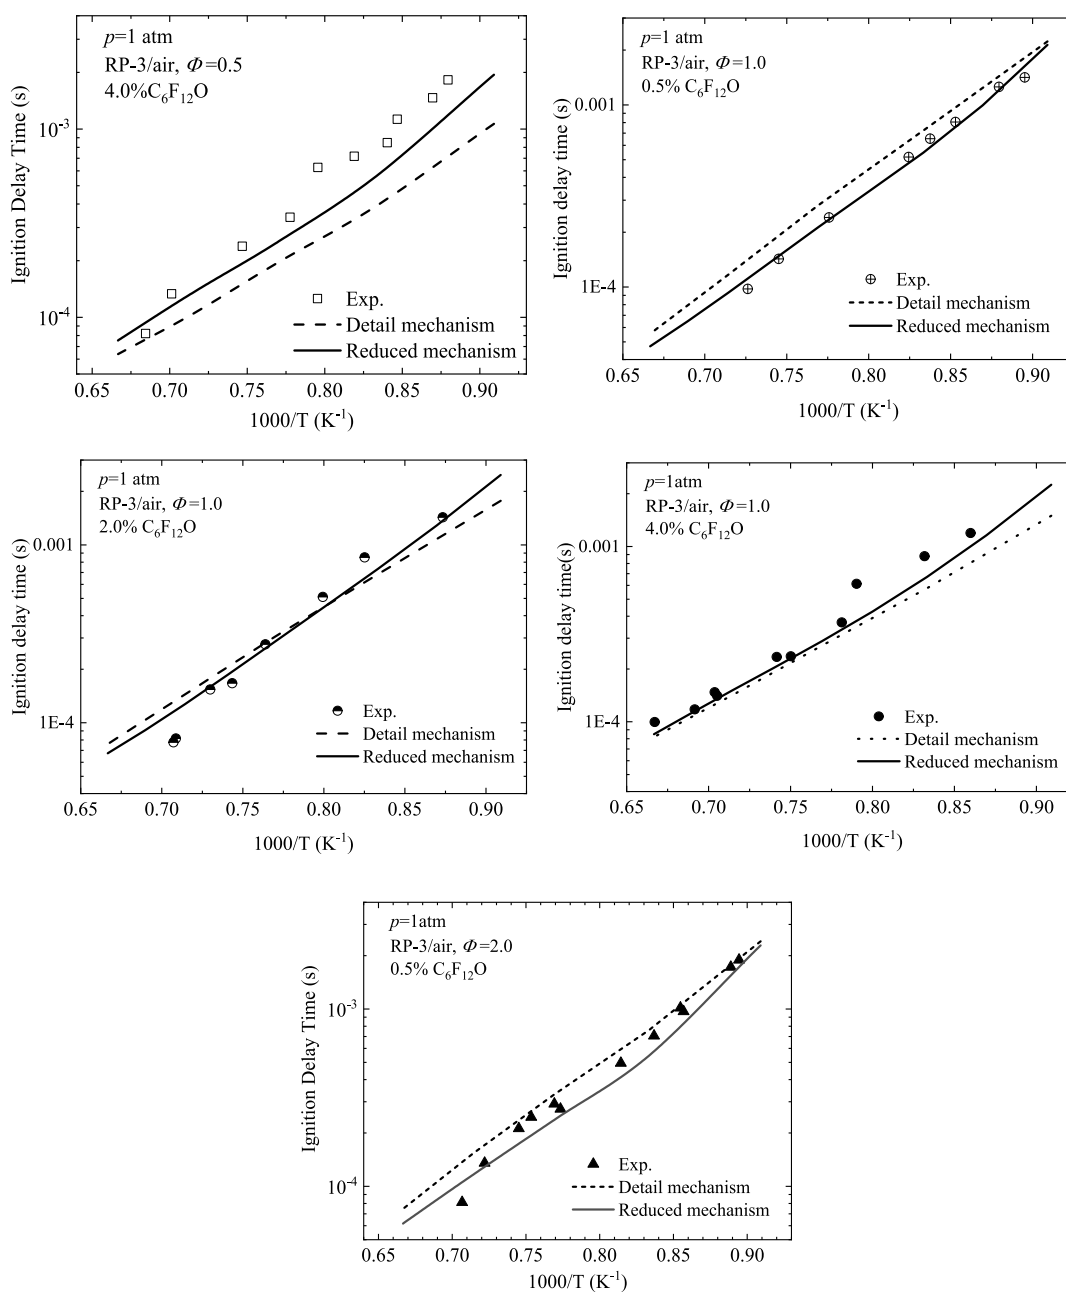 p=1 atm
RP-3/air, Φ=0.5
4.0%C₆F₁₂O
Ignition Delay Time (s)
10⁻³
10⁻⁴
Exp.
Detail mechanism
Reduced mechanism
0.65 0.70 0.75 0.80 0.85 0.90
1000/T (K⁻¹)
p=1 atm
RP-3/air, Φ=1.0
0.5% C₆F₁₂O
Ignition delay time (s)
0.001
1E-4
Exp.
Detail mechanism
Reduced mechanism
0.65 0.70 0.75 0.80 0.85 0.90
1000/T (K⁻¹)
p=1 atm
RP-3/air, Φ=1.0
2.0% C₆F₁₂O
Ignition delay time (s)
0.001
1E-4
Exp.
Detail mechanism
Reduced mechanism
0.65 0.70 0.75 0.80 0.85 0.90
1000/T (K⁻¹)
p=1atm
RP-3/air, Φ=1.0
4.0% C₆F₁₂O
Ignition delay time(s)
0.001
1E-4
Exp.
Detail mechanism
Reduced mechanism
0.65 0.70 0.75 0.80 0.85 0.90
1000/T (K⁻¹)
p=1atm
RP-3/air, Φ=2.0
0.5% C₆F₁₂O
Ignition Delay Time (s)
10⁻³
10⁻⁴
Exp.
Detail mechanism
Reduced mechanism
0.65 0.70 0.75 0.80 0.85 0.90
1000/T (K⁻¹)